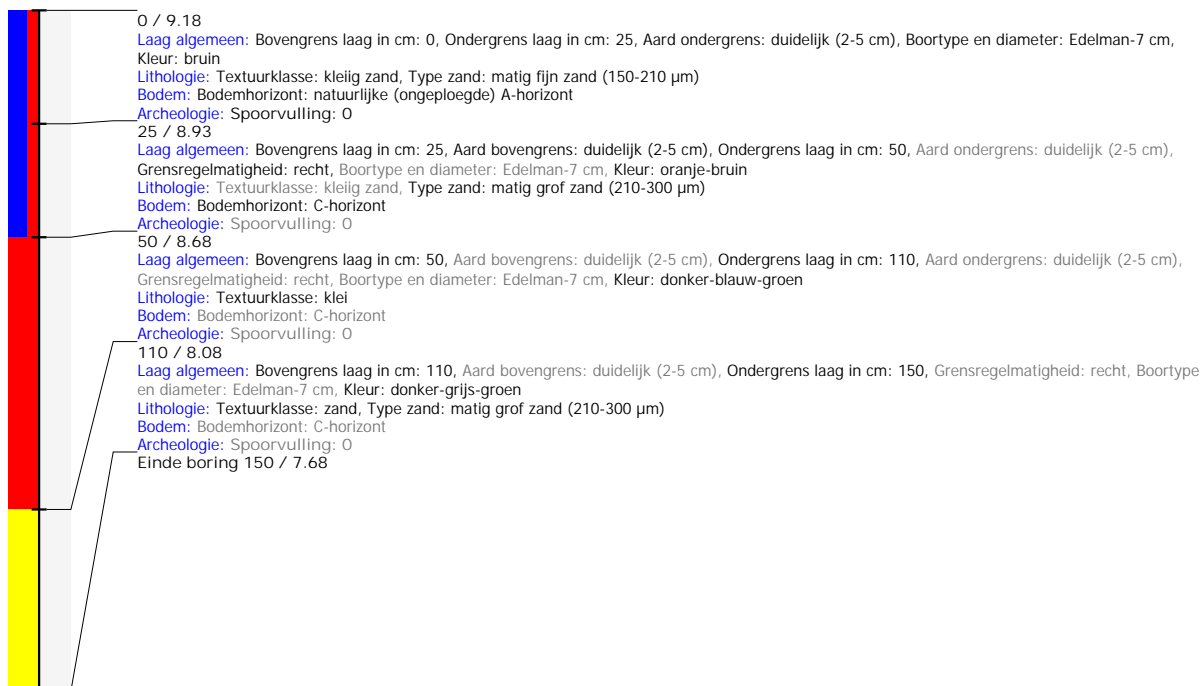 0 / 9.18
Laag algemeen: Bovengrens laag in cm: 0, Ondergrens laag in cm: 25, Aard ondergrens: duidelijk (2-5 cm), Boortype en diameter: Edelman-7 cm,
Kleur: bruin
Lithologie: Textuurklasse: kleiig zand, Type zand: matig fijn zand (150-210 µm)
Bodem: Bodemhorizont: natuurlijke (ongeploegde) A-horizont
Archeologie: Spoorvulling: 0
25 / 8.93
Laag algemeen: Bovengrens laag in cm: 25, Aard bovengrens: duidelijk (2-5 cm), Ondergrens laag in cm: 50, Aard ondergrens: duidelijk (2-5 cm),
Grensregelmatigheid: recht, Boortype en diameter: Edelman-7 cm, Kleur: oranje-bruin
Lithologie: Textuurklasse: kleiig zand, Type zand: matig grof zand (210-300 µm)
Bodem: Bodemhorizont: C-horizont
Archeologie: Spoorvulling: 0
50 / 8.68
Laag algemeen: Bovengrens laag in cm: 50, Aard bovengrens: duidelijk (2-5 cm), Ondergrens laag in cm: 110, Aard ondergrens: duidelijk (2-5 cm),
Grensregelmatigheid: recht, Boortype en diameter: Edelman-7 cm, Kleur: donker-blauw-groen
Lithologie: Textuurklasse: klei
Bodem: Bodemhorizont: C-horizont
Archeologie: Spoorvulling: 0
110 / 8.08
Laag algemeen: Bovengrens laag in cm: 110, Aard bovengrens: duidelijk (2-5 cm), Ondergrens laag in cm: 150, Grensregelmatigheid: recht, Boortype
en diameter: Edelman-7 cm, Kleur: donker-grijs-groen
Lithologie: Textuurklasse: zand, Type zand: matig grof zand (210-300 µm)
Bodem: Bodemhorizont: C-horizont
Archeologie: Spoorvulling: 0
Einde boring 150 / 7.68